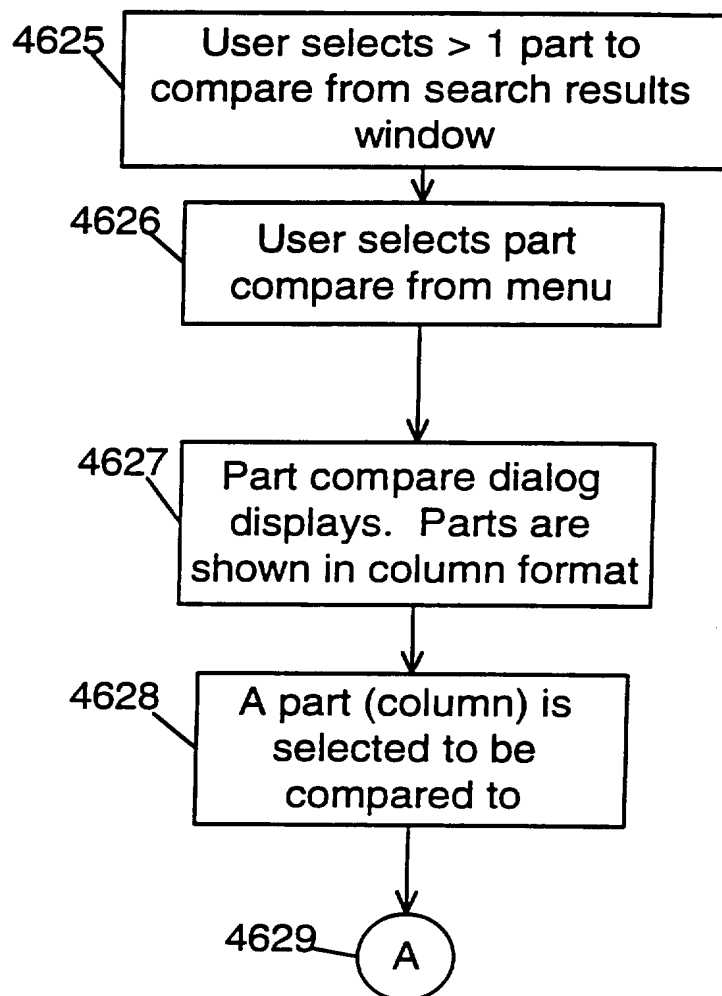 4625
User selects > 1 part to
compare from search results
window
4626
User selects part
compare from menu
4627
Part compare dialog
displays. Parts are
shown in column format
4628
A part (column) is
selected to be
compared to
4629
A